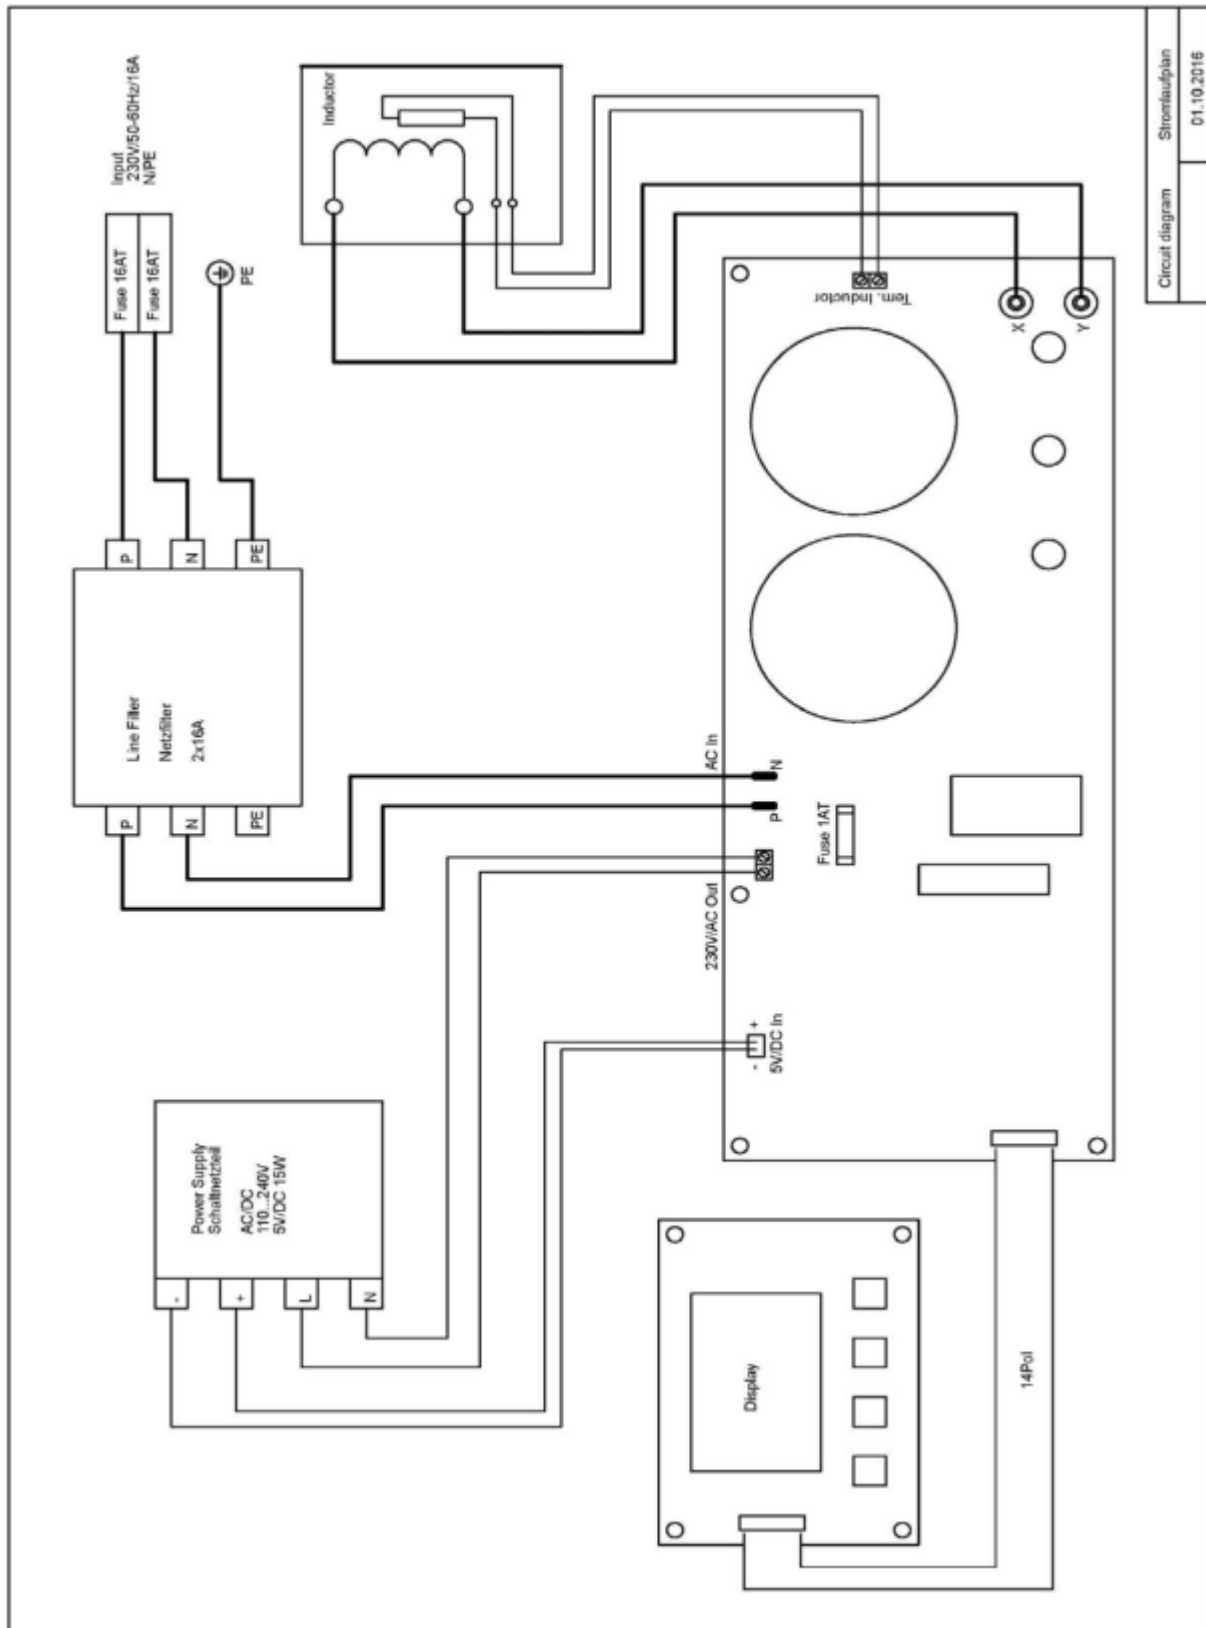 Input
230V/50-60Hz/16A
N/PE
Fuse 16AT
Fuse 16AT
PE
Inductor
P
N
PE
Line Filter
Netzfilter
2x16A
P
N
PE
Tem. Inductor
X
Y
AC In
N
P
Fuse 1AT
230V/AC Out
+
-
5V/DC In
Power Supply
Schaltnetzteil
AC/DC
110...240V
5V/DC 15W
-
+
L
N
Display
14Pol
Circuit diagram
Stromlaufplan
01.10.2016